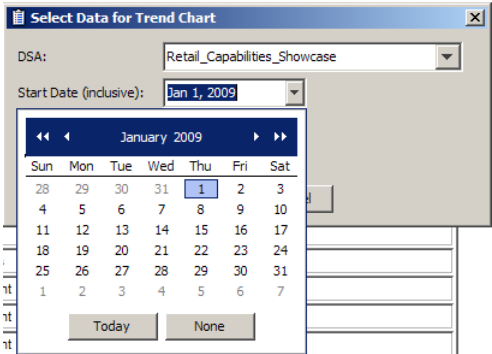 Select Data for Trend Chart
DSA: Retail_Capabilities_Showcase
Start Date (inclusive): Jan 1, 2009
January 2009
Sun Mon Tue Wed Thu Fri Sat
28 29 30 31 1 2 3
4 5 6 7 8 9 10
11 12 13 14 15 16 17
18 19 20 21 22 23 24
25 26 27 28 29 30 31
1 2 3 4 5 6 7
Today None